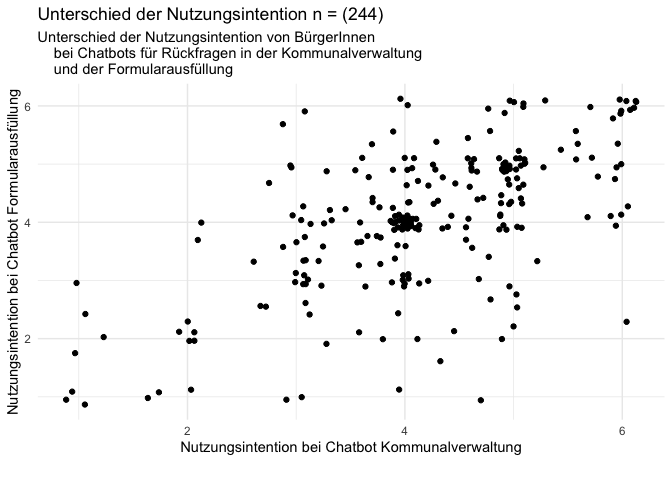 Unterschied der Nutzungsintention n = (244)
Unterschied der Nutzungsintention von BürgerInnen
bei Chatbots für Rückfragen in der Kommunalverwaltung
und der Formularausfüllung
Nutzungsintention bei Chatbot Formularausfüllung
6
4
2
2
4
6
Nutzungsintention bei Chatbot Kommunalverwaltung